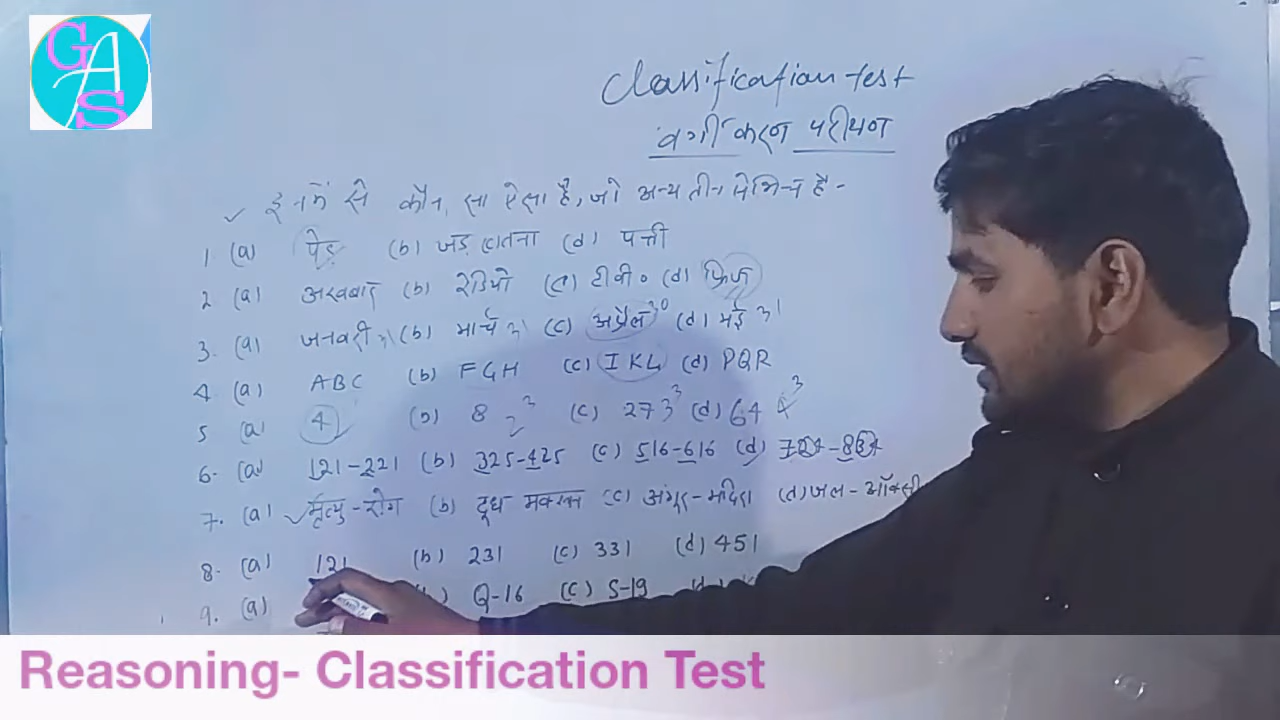 GAS
Classification test
वर्गीकरण परीक्षण
✓ इनमें से कौन सा ऐसा है, जो अन्य तीन से भिन्न है -
1 (a) पेड़ (b) जड़ (c) तना (d) पत्ती
2 (a) अखबार (b) रेडियो (c) टी.वी. (d) फ्रिज
3. (a) जनवरी 31 (b) मार्च 31 (c) अप्रैल 30 (d) मई 31
4 (a) ABC (b) FGH (c) IKL (d) PQR
5 (a) 4 (b) 8 2³ (c) 27 3³ (d) 64 4³
6. (a) 121-221 (b) 325-425 (c) 516-616 (d)
7. (a) ✓ मृत्यु-रोग (b) दूध मक्खन (c) अंगूर-मदिरा (d) जल-ऑक्सी
8. (a) 121 (b) 231 (c) 331 (d) 451
9. (a) Q-16 (c) S-19
Reasoning- Classification Test